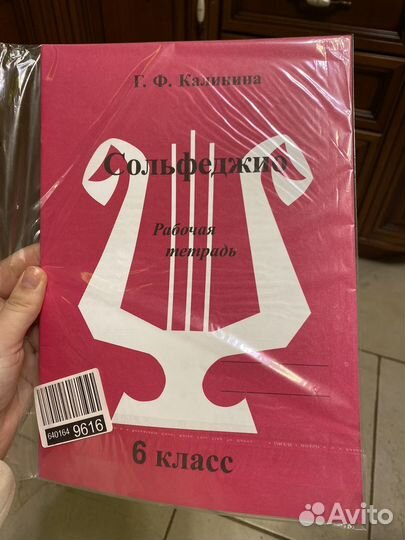 Г. Ф. Калинина
Сольфеджио
Рабочая
тетрадь
640164
9616
6 класс
Avito